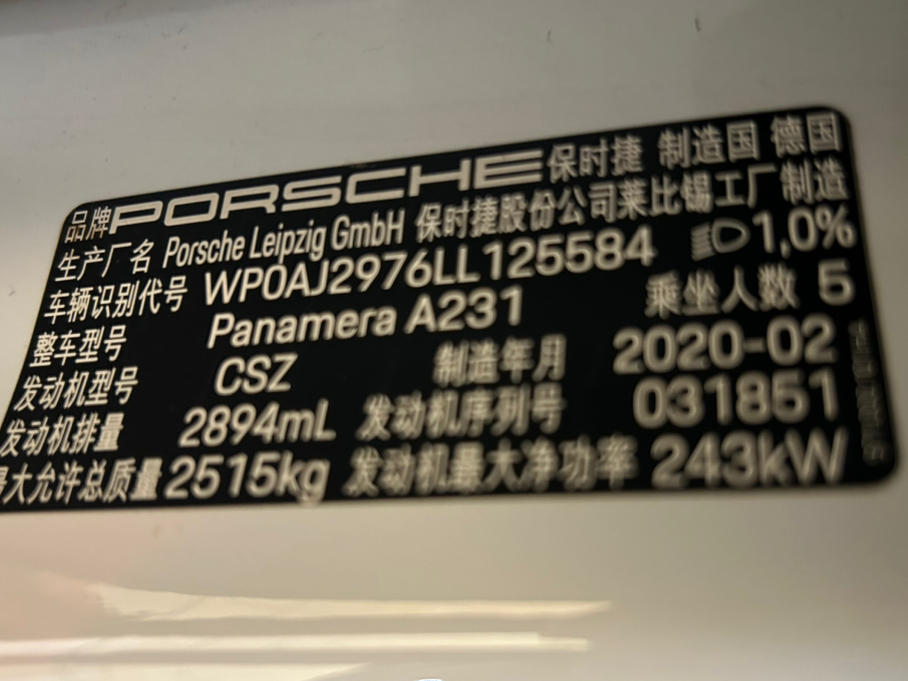 品牌 PORSCHE 保时捷 制造国 德国
生产厂名 Porsche Leipzig GmbH 保时捷股份公司莱比锡工厂制造
车辆识别代号 WP0AJ2976LL125584 1,0%
整车型号 Panamera A231 乘坐人数 5
发动机型号 CSZ 制造年月 2020-02
发动机排量 2894mL 发动机序列号 031851
最大允许总质量 2515kg 发动机最大净功率 243kW